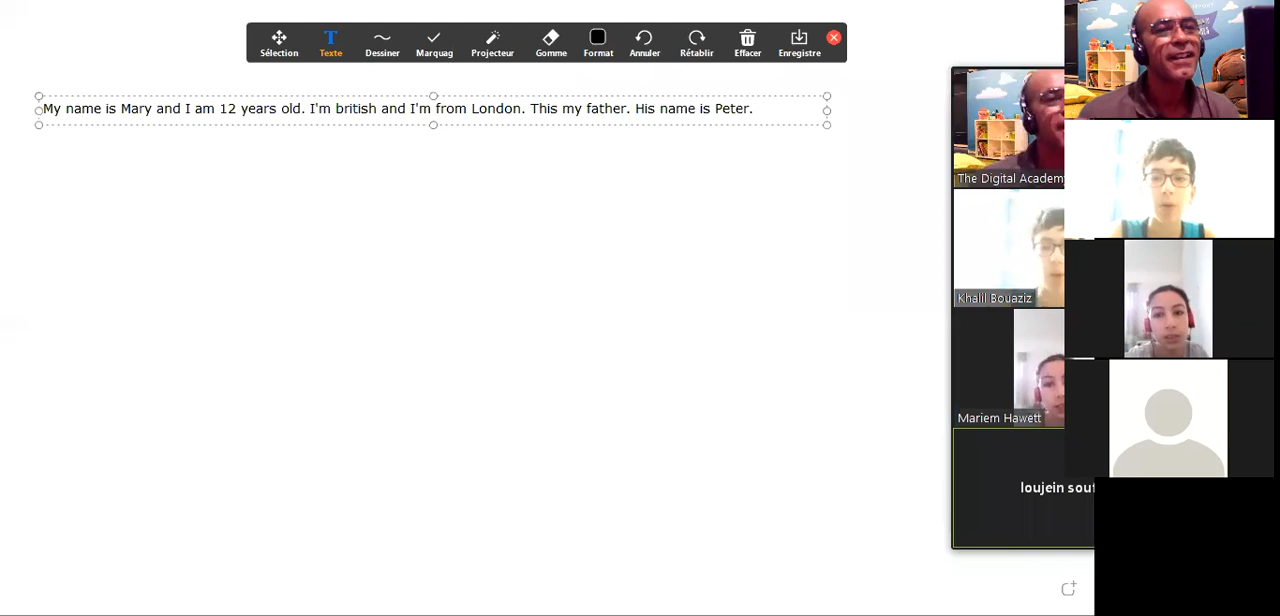 Sélection Texte Dessiner Marquag Projecteur Gomme Format Annuler Rétablir Effacer Enregistre
My name is Mary and I am 12 years old. I'm british and I'm from London. This my father. His name is Peter.
The Digital Academ
Khalil Bouaziz
Mariem Hawett
loujein souf